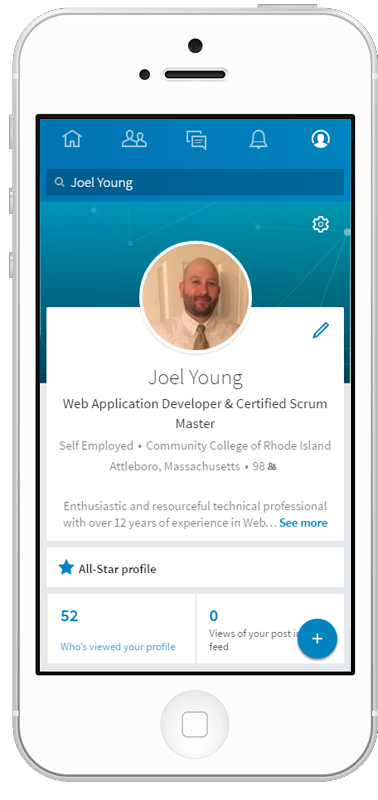 Joel Young
Joel Young
Web Application Developer & Certified Scrum
Master
Self Employed • Community College of Rhode Island
Attleboro, Massachusetts • 98
Enthusiastic and resourceful technical professional
with over 12 years of experience in Web... See more
All-Star profile
52
Who's viewed your profile
0
Views of your post in
feed